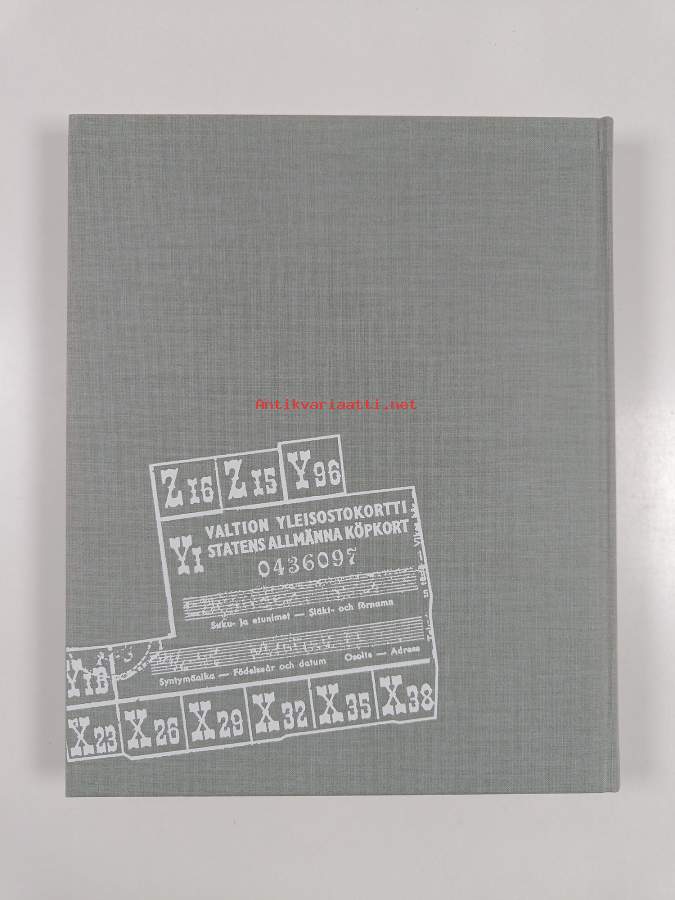 Antikvariaatti.net
Z16 Z15 Y96
Y1 VALTION YLEISOSTOKORTTI
STATENS ALLMÄNNA KÖPKORT
0436097
Suku- ja etunimet — Släkt- och förnamn
Syntymäaika — Födelseår och datum Osoite — Adress
X23 X26 X29 X32 X35 X38